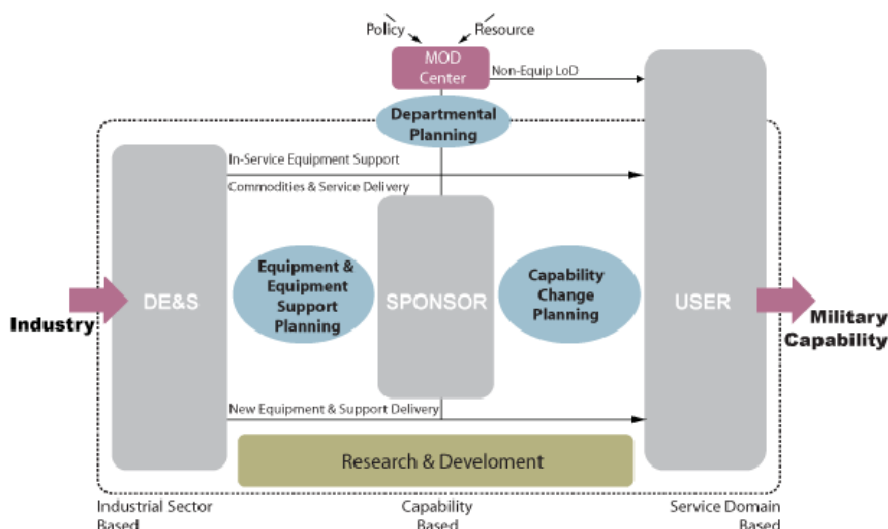 Policy
Resource
MOD
Center
Non-Equip LoD
Departmental
Planning
In-Service Equipment Support
Commodities & Service Delivery
Equipment &
Equipment
Support
Planning
Capability
Change
Planning
DE&S
SPONSOR
USER
Industry
Military
Capability
New Equipment & Support Delivery
Research & Develoment
Industrial Sector
Based
Capability
Based
Service Domain
Based